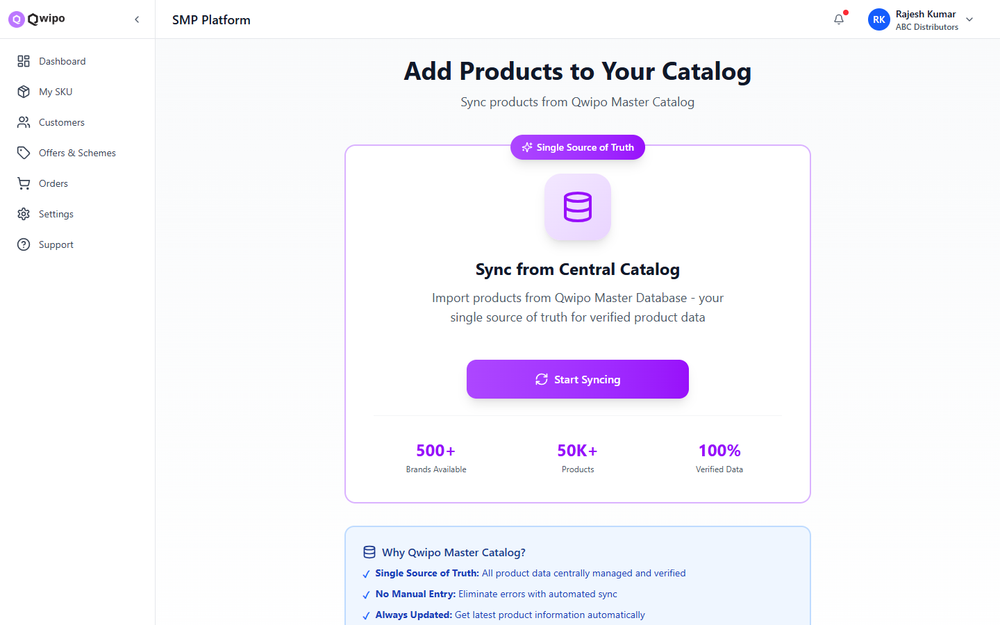 Qwipo
SMP Platform
RK
Rajesh Kumar
ABC Distributors
Dashboard
My SKU
Customers
Offers & Schemes
Orders
Settings
Support
Add Products to Your Catalog
Sync products from Qwipo Master Catalog
Single Source of Truth
Sync from Central Catalog
Import products from Qwipo Master Database - your
single source of truth for verified product data
Start Syncing
500+
Brands Available
50K+
Products
100%
Verified Data
Why Qwipo Master Catalog?
✓ Single Source of Truth: All product data centrally managed and verified
✓ No Manual Entry: Eliminate errors with automated sync
✓ Always Updated: Get latest product information automatically